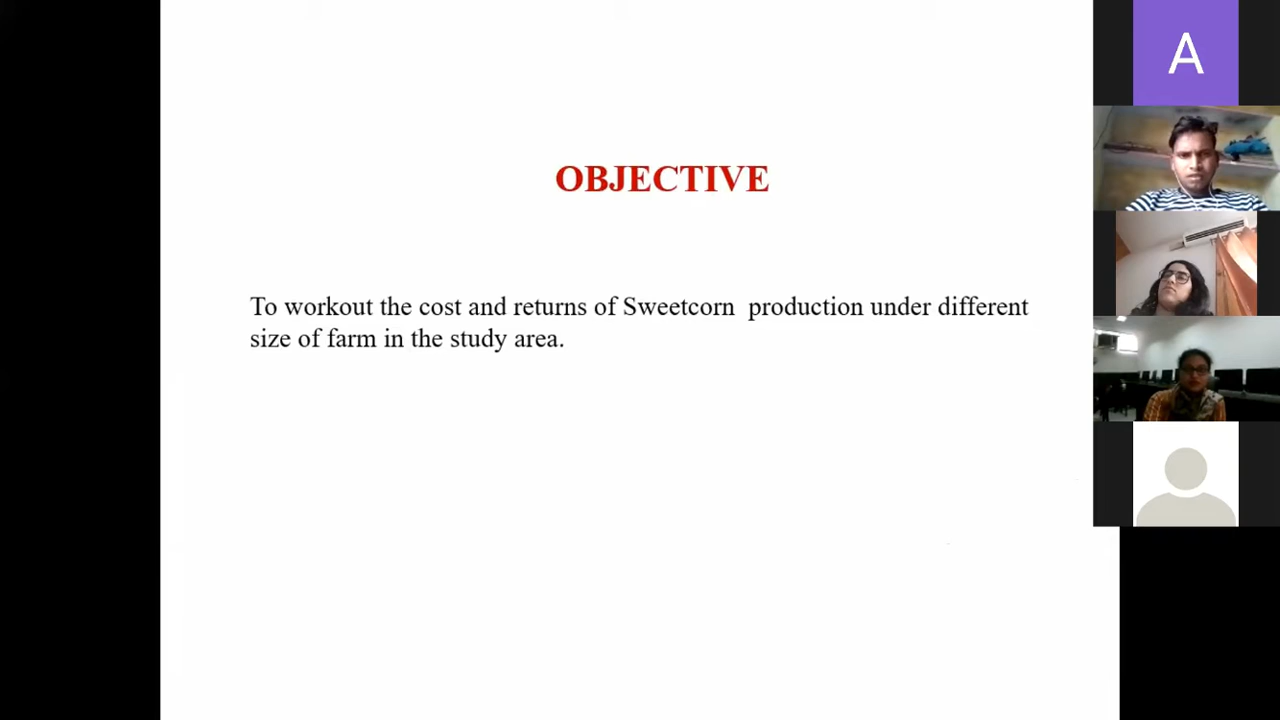 OBJECTIVE
To workout the cost and returns of Sweetcorn  production under different
size of farm in the study area.
A